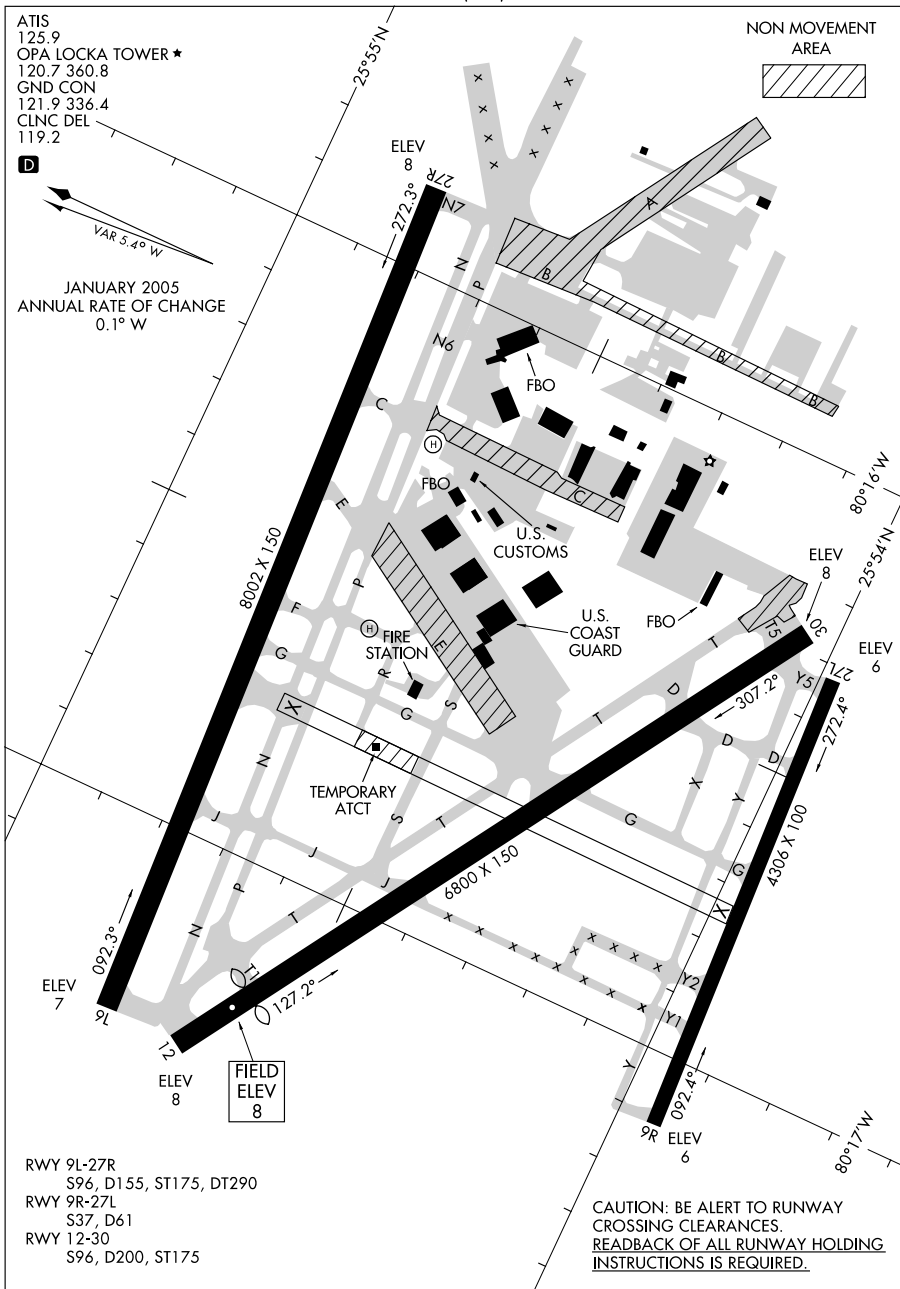 ATIS
125.9
OPA LOCKA TOWER ★
120.7 360.8
GND CON
121.9 336.4
CLNC DEL
119.2
D
VAR 5.4° W
JANUARY 2005
ANNUAL RATE OF CHANGE
0.1° W
25°55'N
NON MOVEMENT
AREA
ELEV
8
27R
272.3°
N7
N
P
A
B
B
B
N6
FBO
C
H
FBO
C
U.S.
CUSTOMS
80°16'W
25°54'N
E
8002 X 150
P
F
H
FIRE
STATION
E
U.S.
COAST
GUARD
FBO
T
T5
ELEV
8
30
ELEV
6
27L
Y5
G
R
G
S
D
307.2°
272.4°
X
T
D
D
N
TEMPORARY
ATCT
X
Y
J
S
T
G
G
4306 X 100
J
J
6800 X 150
X
P
T
N
092.3°
T1
127.2°
x x x x x x x x
x x x x
Y2
Y1
ELEV
7
9L
12
ELEV
8
FIELD
ELEV
8
Y
092.4°
9R
ELEV
6
80°17'W
RWY 9L-27R
S96, D155, ST175, DT290
RWY 9R-27L
S37, D61
RWY 12-30
S96, D200, ST175
CAUTION: BE ALERT TO RUNWAY
CROSSING CLEARANCES.
READBACK OF ALL RUNWAY HOLDING
INSTRUCTIONS IS REQUIRED.